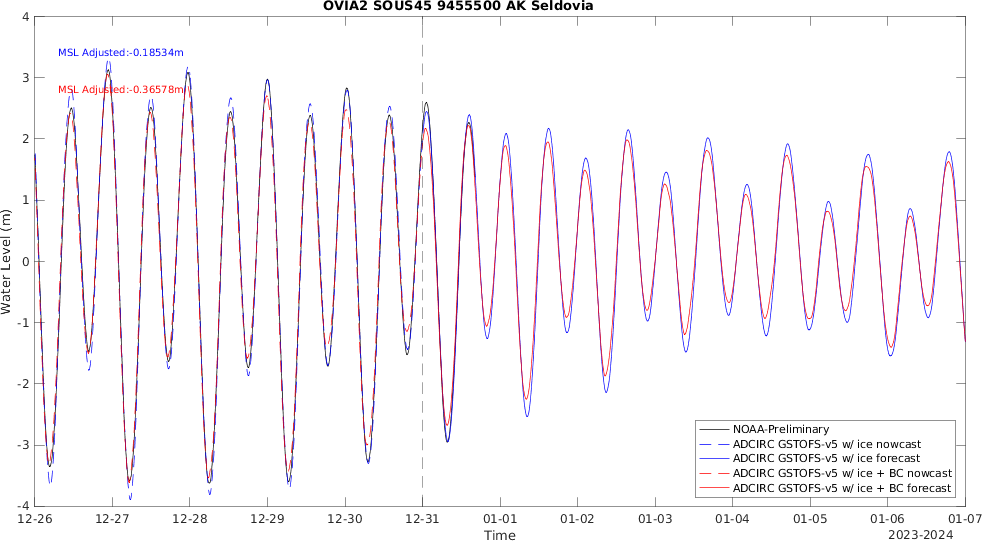 OVIA2 SOUS45 9455500 AK Seldovia
4
3
2
1
0
-1
-2
-3
-4
Water Level (m)
MSL Adjusted:-0.18534m
MSL Adjusted:-0.36578m
NOAA-Preliminary
ADCIRC GSTOFS-v5 w/ ice nowcast
ADCIRC GSTOFS-v5 w/ ice forecast
ADCIRC GSTOFS-v5 w/ ice + BC nowcast
ADCIRC GSTOFS-v5 w/ ice + BC forecast
12-26 12-27 12-28 12-29 12-30 12-31 01-01 01-02 01-03 01-04 01-05 01-06 01-07
Time
2023-2024